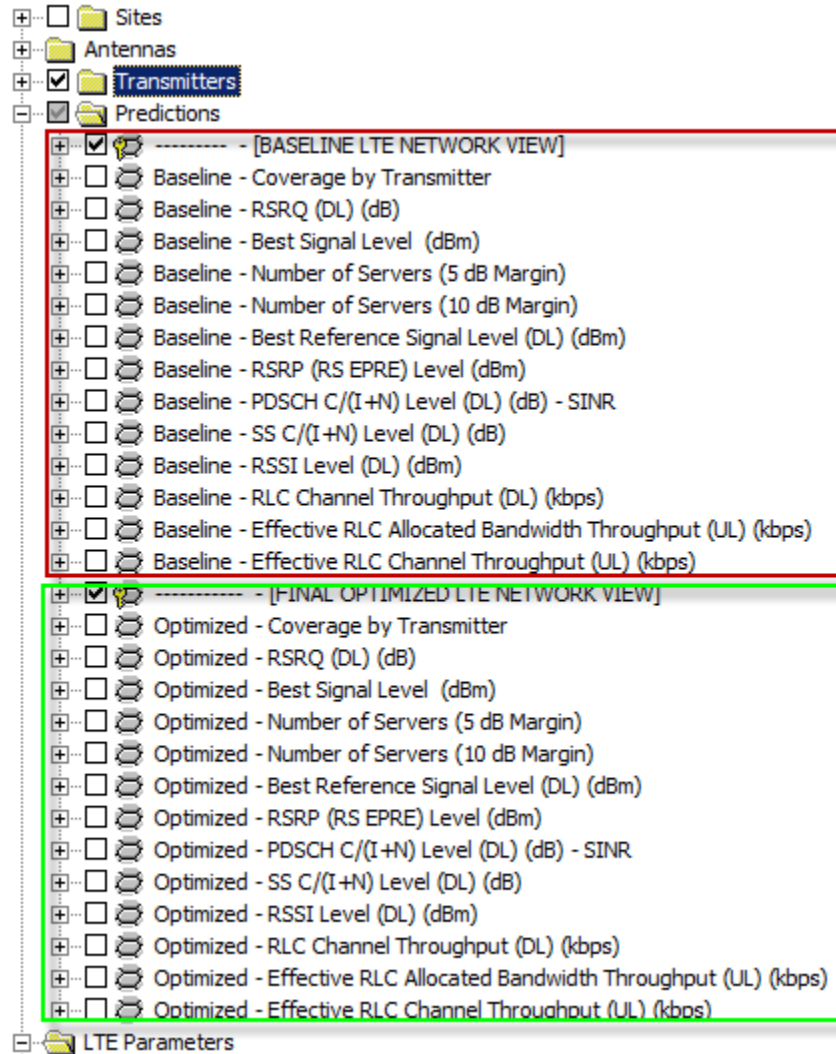 Sites
Antennas
Transmitters
Predictions
--------- - [BASELINE LTE NETWORK VIEW]
Baseline - Coverage by Transmitter
Baseline - RSRQ (DL) (dB)
Baseline - Best Signal Level (dBm)
Baseline - Number of Servers (5 dB Margin)
Baseline - Number of Servers (10 dB Margin)
Baseline - Best Reference Signal Level (DL) (dBm)
Baseline - RSRP (RS EPRE) Level (dBm)
Baseline - PDSCH C/(I+N) Level (DL) (dB) - SINR
Baseline - SS C/(I+N) Level (DL) (dB)
Baseline - RSSI Level (DL) (dBm)
Baseline - RLC Channel Throughput (DL) (kbps)
Baseline - Effective RLC Allocated Bandwidth Throughput (UL) (kbps)
Baseline - Effective RLC Channel Throughput (UL) (kbps)
----------- - [FINAL OPTIMIZED LTE NETWORK VIEW]
Optimized - Coverage by Transmitter
Optimized - RSRQ (DL) (dB)
Optimized - Best Signal Level (dBm)
Optimized - Number of Servers (5 dB Margin)
Optimized - Number of Servers (10 dB Margin)
Optimized - Best Reference Signal Level (DL) (dBm)
Optimized - RSRP (RS EPRE) Level (dBm)
Optimized - PDSCH C/(I+N) Level (DL) (dB) - SINR
Optimized - SS C/(I+N) Level (DL) (dB)
Optimized - RSSI Level (DL) (dBm)
Optimized - RLC Channel Throughput (DL) (kbps)
Optimized - Effective RLC Allocated Bandwidth Throughput (UL) (kbps)
Optimized - Effective RLC Channel Throughput (UL) (kbps)
LTE Parameters